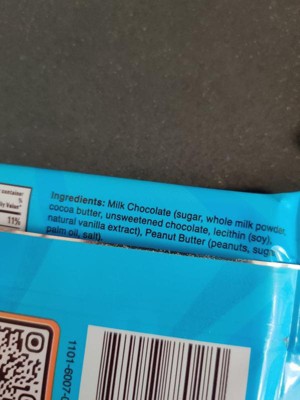 container
%
ly Value*
11%
Ingredients: Milk Chocolate (sugar, whole milk powder,
cocoa butter, unsweetened chocolate, lecithin (soy),
natural vanilla extract), Peanut Butter (peanuts, sugar,
palm oil, salt).
1101-6007-